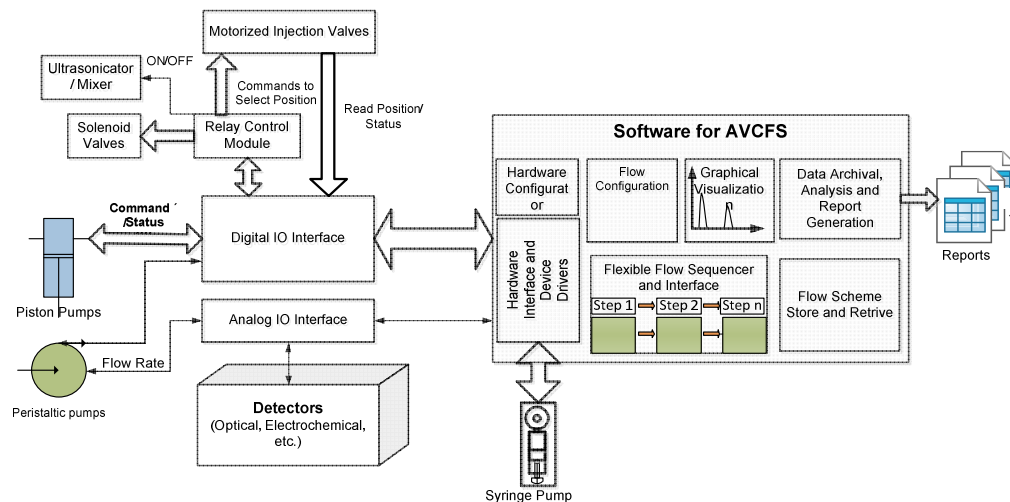 Motorized Injection Valves
ON/OFF
Ultrasonicator
/ Mixer
Commands to
Select Position
Read Position/
Status
Solenoid
Valves
Relay Control
Module
Command ´
/Status
Digital IO Interface
Piston Pumps
Analog IO Interface
Flow Rate
Peristaltic pumps
Detectors
(Optical, Electrochemical,
etc.)
Software for AVCFS
Hardware
Configurat
or
Flow
Configuration
Graphical
Visualizatio
n
Data Archival,
Analysis and
Report
Generation
Reports
Hardware
Interface and
Device
Drivers
Flexible Flow Sequencer
and Interface
Step 1
Step 2
Step n
Flow Scheme
Store and Retrive
Syringe Pump